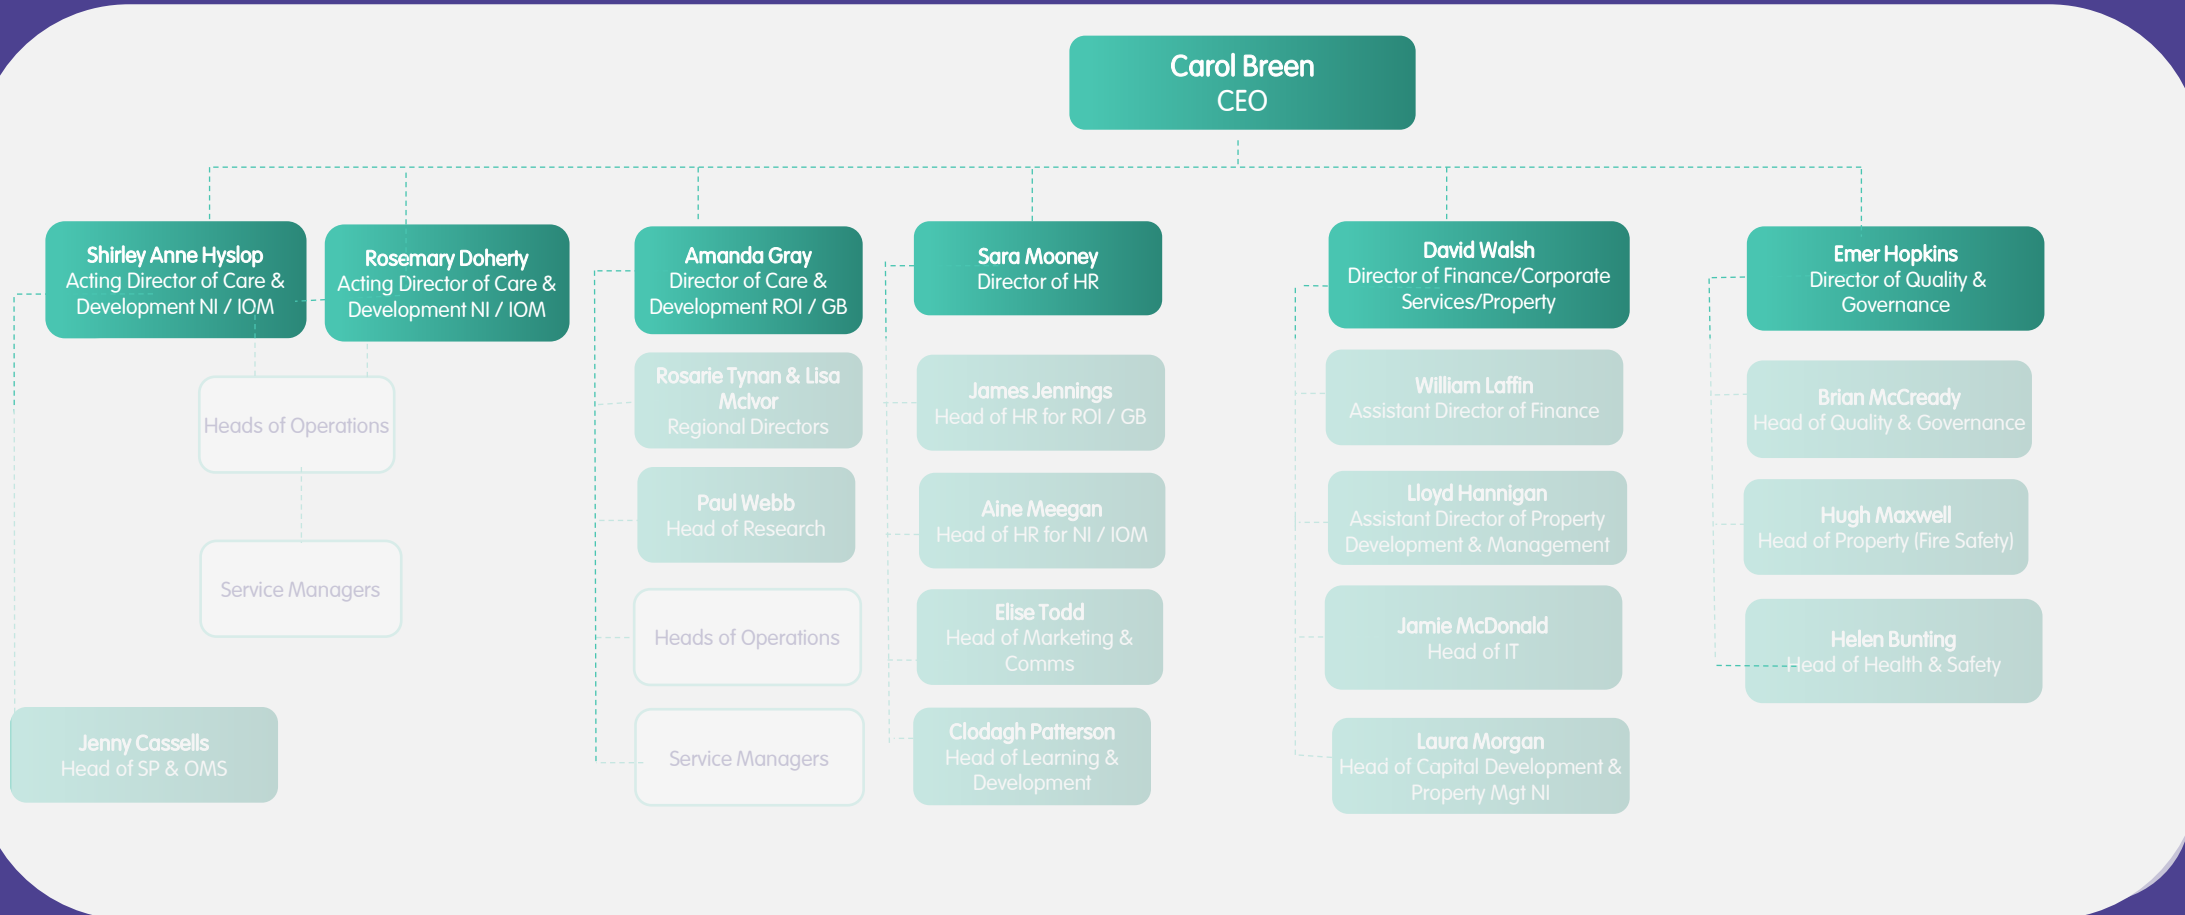 Carol Breen
CEO
Shirley Anne Hyslop
Acting Director of Care &
Development NI / IOM
Rosemary Doherty
Acting Director of Care &
Development NI / IOM
Amanda Gray
Director of Care &
Development ROI / GB
Sara Mooney
Director of HR
David Walsh
Director of Finance/Corporate
Services/Property
Emer Hopkins
Director of Quality &
Governance
Heads of Operations
Service Managers
Jenny Cassells
Head of SP & OMS
Rosarie Tynan & Lisa
McIvor
Regional Directors
Paul Webb
Head of Research
Heads of Operations
Service Managers
James Jennings
Head of HR for ROI / GB
Aine Meegan
Head of HR for NI / IOM
Elise Todd
Head of Marketing &
Comms
Clodagh Patterson
Head of Learning &
Development
William Laffin
Assistant Director of Finance
Lloyd Hannigan
Assistant Director of Property
Development & Management
Jamie McDonald
Head of IT
Laura Morgan
Head of Capital Development &
Property Mgt NI
Brian McCready
Head of Quality & Governance
Hugh Maxwell
Head of Property (Fire Safety)
Helen Bunting
Head of Health & Safety